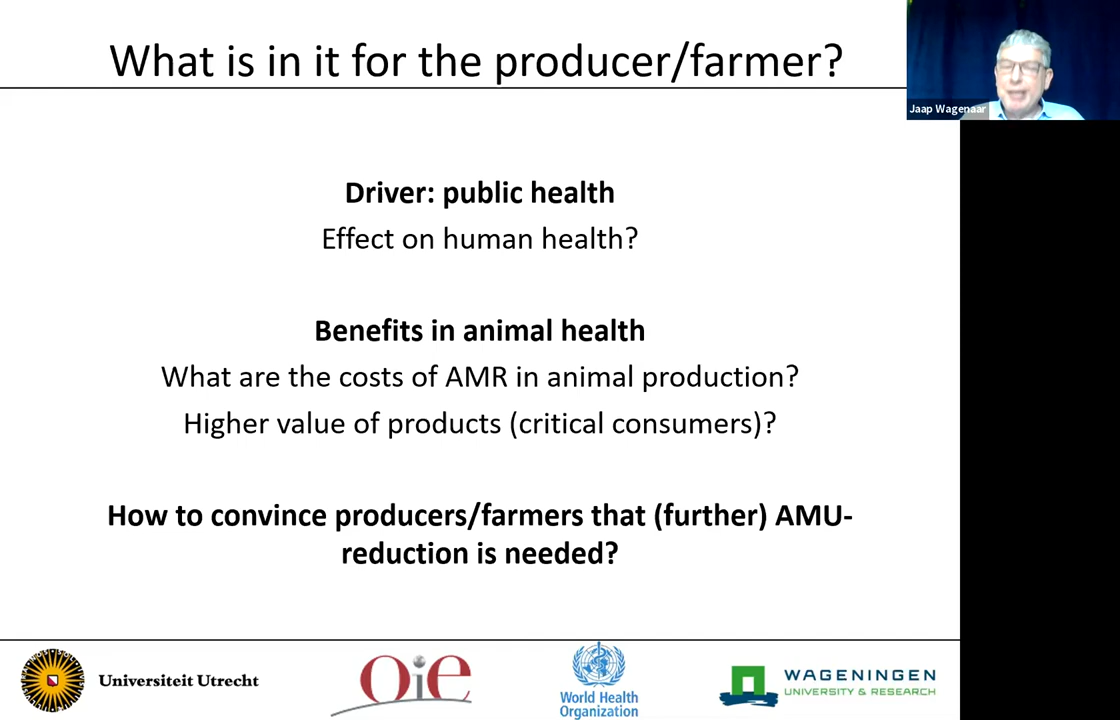 What is in it for the producer/farmer?
Jaap Wagenaar
Driver: public health
Effect on human health?
Benefits in animal health
What are the costs of AMR in animal production?
Higher value of products (critical consumers)?
How to convince producers/farmers that (further) AMU-
reduction is needed?
Universiteit Utrecht
Oie
World Health
Organization
WAGENINGEN
UNIVERSITY & RESEARCH